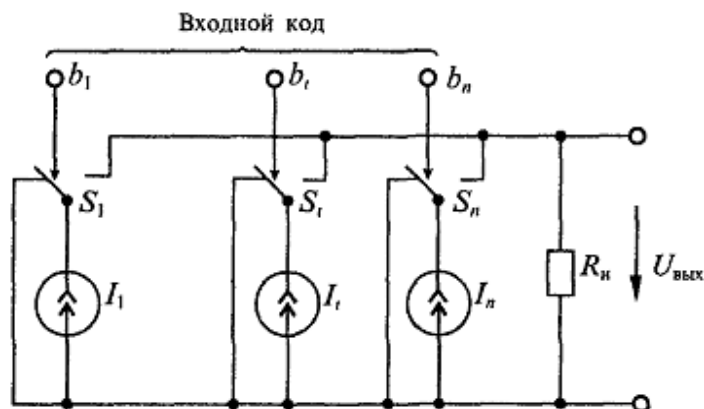 Входной код
b₁ bᵢ bₙ
S₁ Sᵢ Sₙ
I₁ Iᵢ Iₙ Rн Uвых